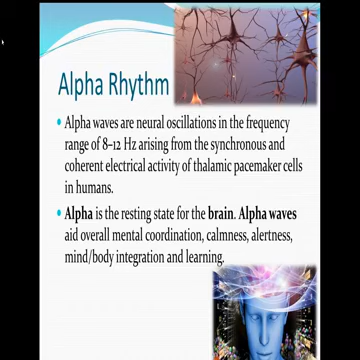 Alpha Rhythm
• Alpha waves are neural oscillations in the frequency
range of 8–12 Hz arising from the synchronous and
coherent electrical activity of thalamic pacemaker cells
in humans.
• Alpha is the resting state for the brain. Alpha waves
aid overall mental coordination, calmness, alertness,
mind/body integration and learning.